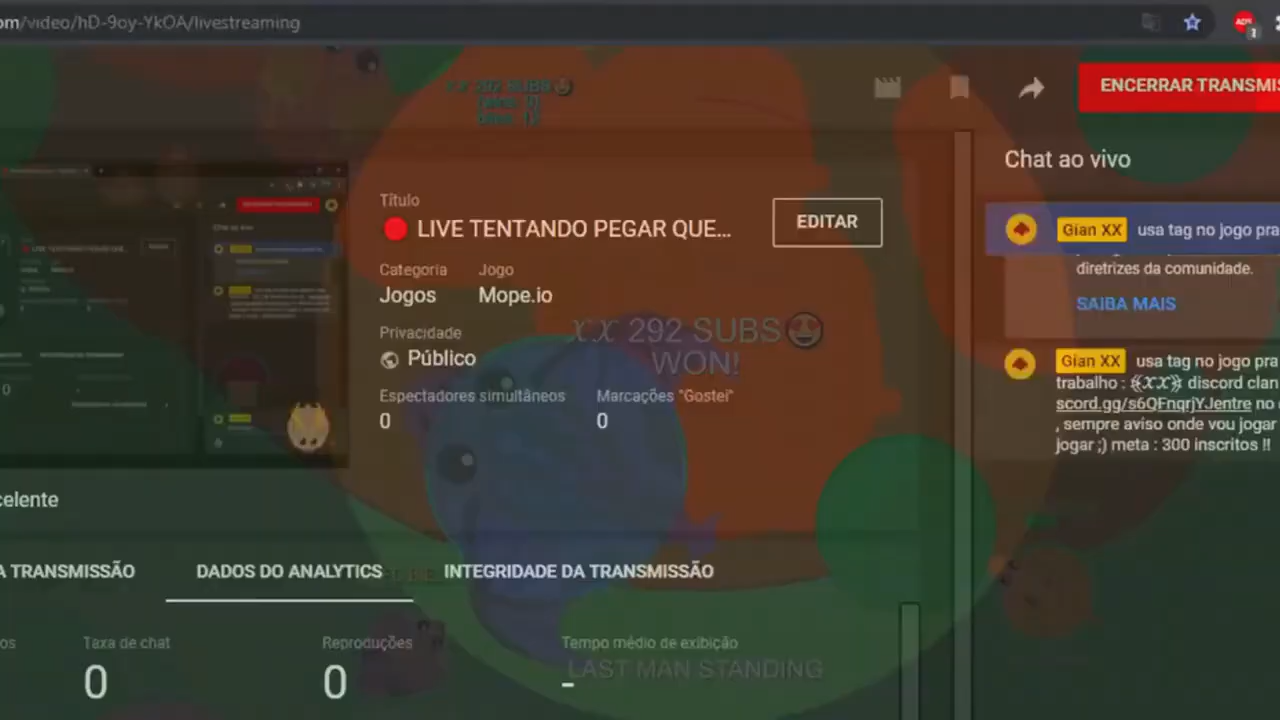 om/video/hD-9oy-YkOA/livestreaming
292 SUBS
ENCERRAR TRANSMIS
Chat ao vivo
Título
LIVE TENTANDO PEGAR QUE...
EDITAR
Gian XX usa tag no jogo pra
diretrizes da comunidade.
SAIBA MAIS
Categoria
Jogo
Jogos
Mope.io
Privacidade
Público
XX 292 SUBS
WON!
Espectadores simultâneos
Marcações "Gostei"
0
0
Gian XX usa tag no jogo pra
trabalho : ⦃XX⦄ discord clan
scord.gg/s6QFnqrjYJentre no
, sempre aviso onde vou jogar
jogar ;) meta : 300 inscritos !!
celente
A TRANSMISSÃO
DADOS DO ANALYTICS
INTEGRIDADE DA TRANSMISSÃO
os
Taxa de chat
Reproduções
Tempo médio de exibição
0
0
-
LAST MAN STANDING